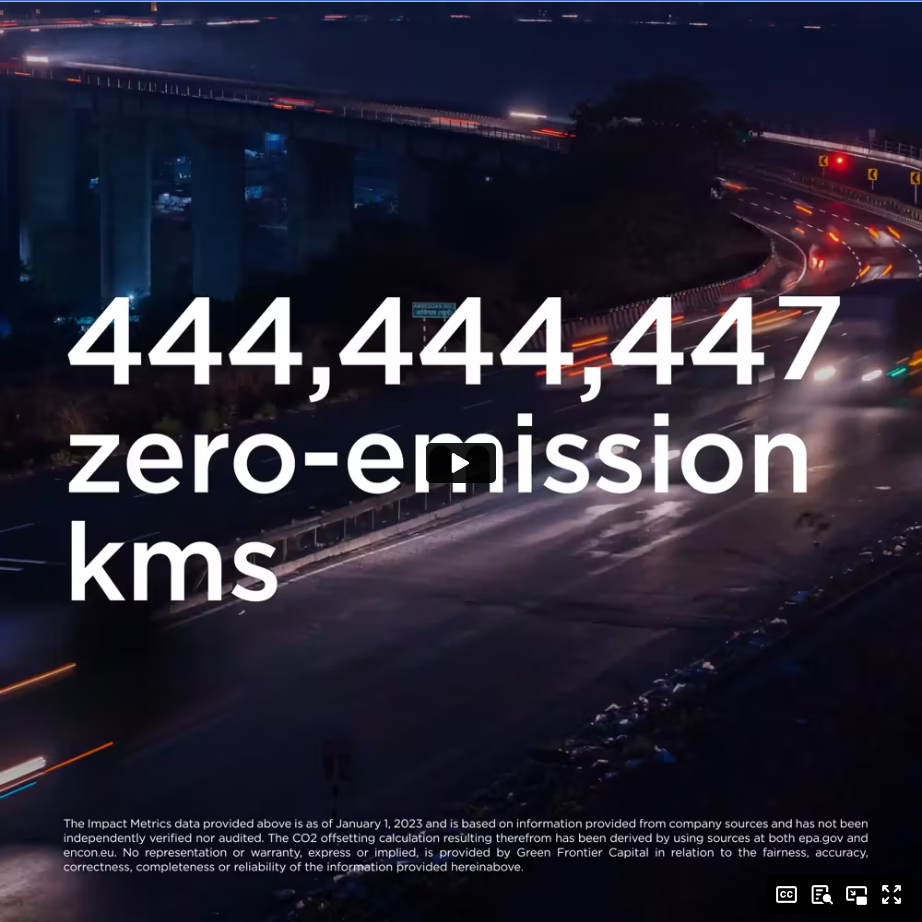 444,444,447
zero-emission
kms
The Impact Metrics data provided above is as of January 1, 2023 and is based on information provided from company sources and has not been
independently verified nor audited. The CO2 offsetting calculation resulting therefrom has been derived by using sources at both epa.gov and
encon.eu. No representation or warranty, express or implied, is provided by Green Frontier Capital in relation to the fairness, accuracy,
correctness, completeness or reliability of the information provided hereinabove.
CC